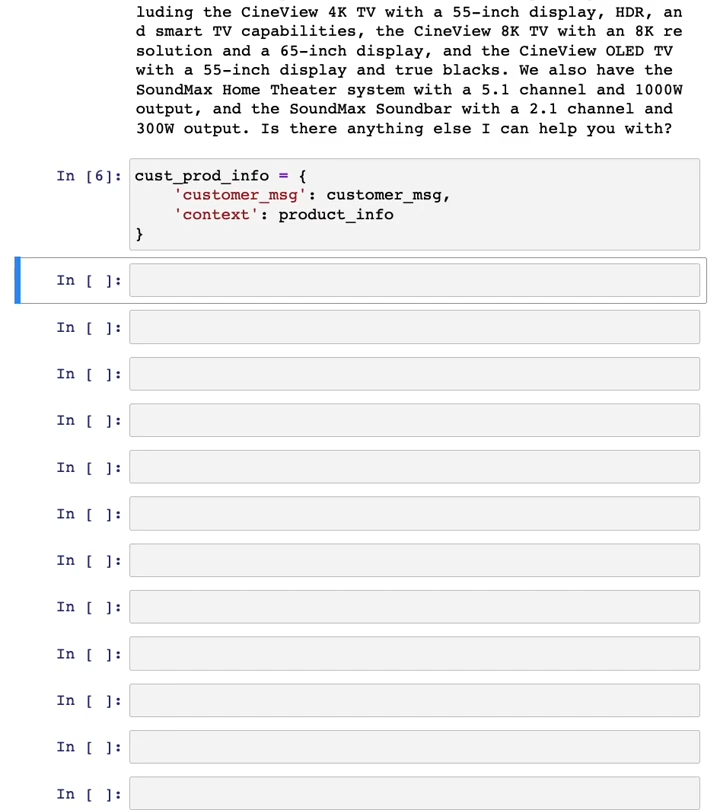 luding the CineView 4K TV with a 55-inch display, HDR, an
d smart TV capabilities, the CineView 8K TV with an 8K re
solution and a 65-inch display, and the CineView OLED TV
with a 55-inch display and true blacks. We also have the
SoundMax Home Theater system with a 5.1 channel and 1000W
output, and the SoundMax Soundbar with a 2.1 channel and
300W output. Is there anything else I can help you with?
In [6]: cust_prod_info = {
'customer_msg': customer_msg,
'context': product_info
}
In [ ]:
In [ ]:
In [ ]:
In [ ]:
In [ ]:
In [ ]:
In [ ]:
In [ ]:
In [ ]:
In [ ]:
In [ ]:
In [ ]: